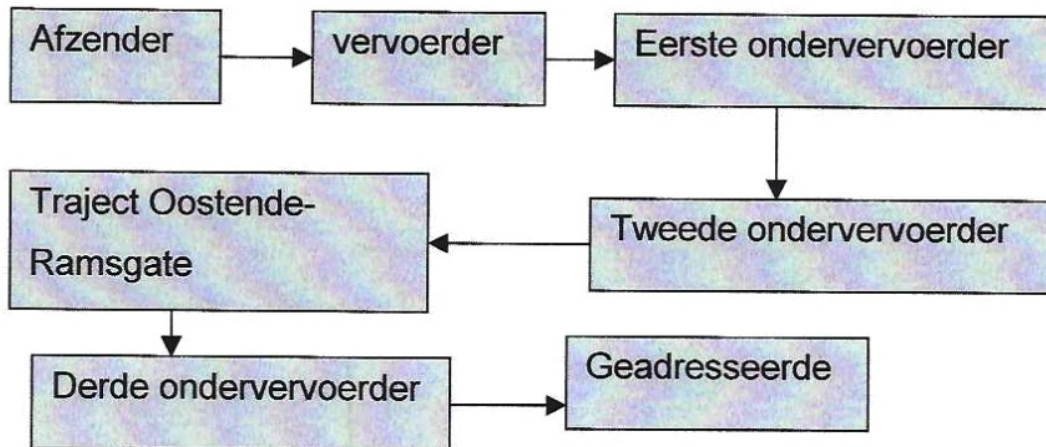 Afzender
vervoerder
Eerste ondervervoerder
Tweede ondervervoerder
Traject Oostende-
Ramsgate
Derde ondervervoerder
Geadresseerde